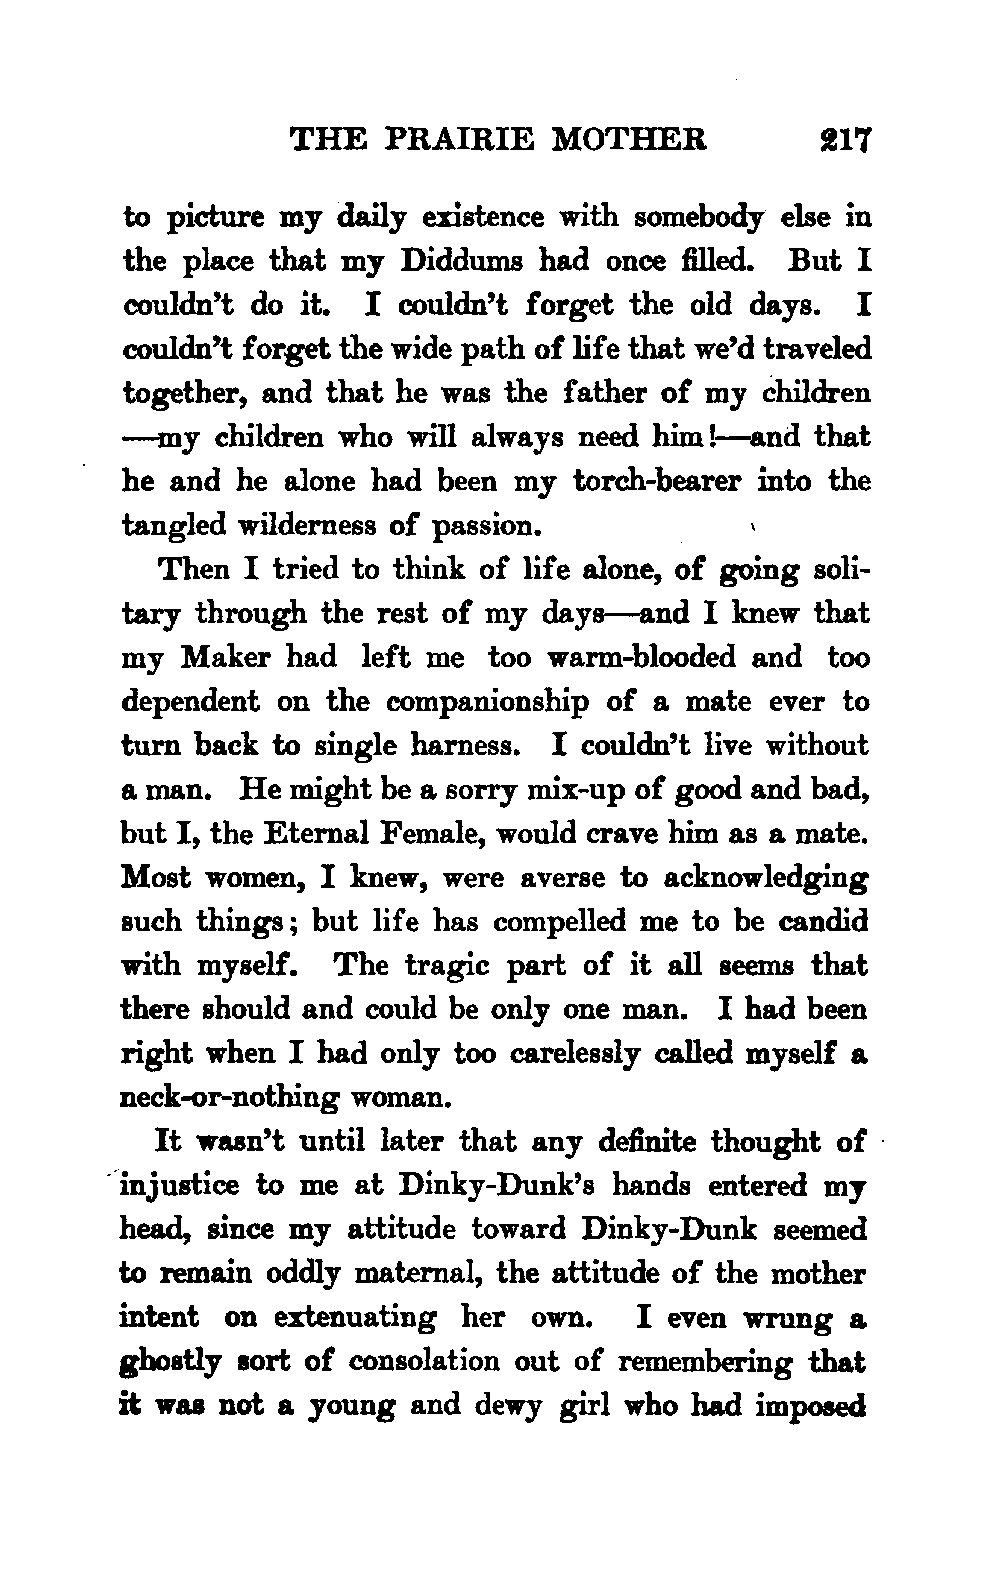 THE PRAIRIE MOTHER 217
to picture my daily existence with somebody else in
the place that my Diddums had once filled. But I
couldn't do it. I couldn't forget the old days. I
couldn't forget the wide path of life that we'd traveled
together, and that he was the father of my children
—my children who will always need him!—and that
he and he alone had been my torch-bearer into the
tangled wilderness of passion.
Then I tried to think of life alone, of going soli-
tary through the rest of my days—and I knew that
my Maker had left me too warm-blooded and too
dependent on the companionship of a mate ever to
turn back to single harness. I couldn't live without
a man. He might be a sorry mix-up of good and bad,
but I, the Eternal Female, would crave him as a mate.
Most women, I knew, were averse to acknowledging
such things; but life has compelled me to be candid
with myself. The tragic part of it all seems that
there should and could be only one man. I had been
right when I had only too carelessly called myself a
neck-or-nothing woman.
It wasn't until later that any definite thought of
injustice to me at Dinky-Dunk's hands entered my
head, since my attitude toward Dinky-Dunk seemed
to remain oddly maternal, the attitude of the mother
intent on extenuating her own. I even wrung a
ghostly sort of consolation out of remembering that
it was not a young and dewy girl who had imposed